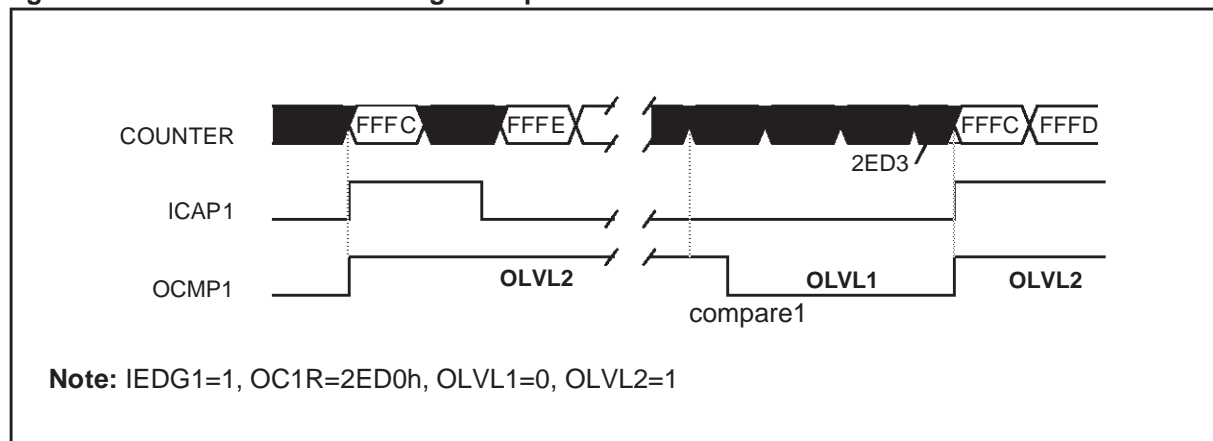 COUNTER FFFC FFFE 2ED3 FFFC FFFD
ICAP1
OCMP1 OLVL2 compare1 OLVL1 OLVL2
Note: IEDG1=1, OC1R=2ED0h, OLVL1=0, OLVL2=1